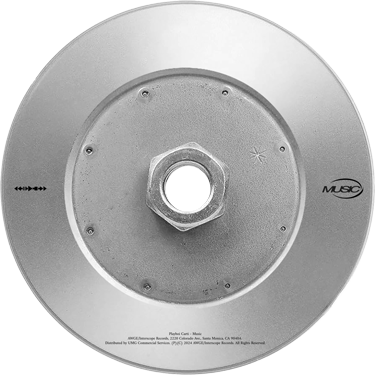 MUSIC
Playboi Carti - Music
AWGE/Interscope Records, 2220 Colorado Ave, Santa Monica, CA 90404
Distributed by UMG Commercial Services. (P)(C) 2024 AWGE/Interscope Records. All Rights Reserved.